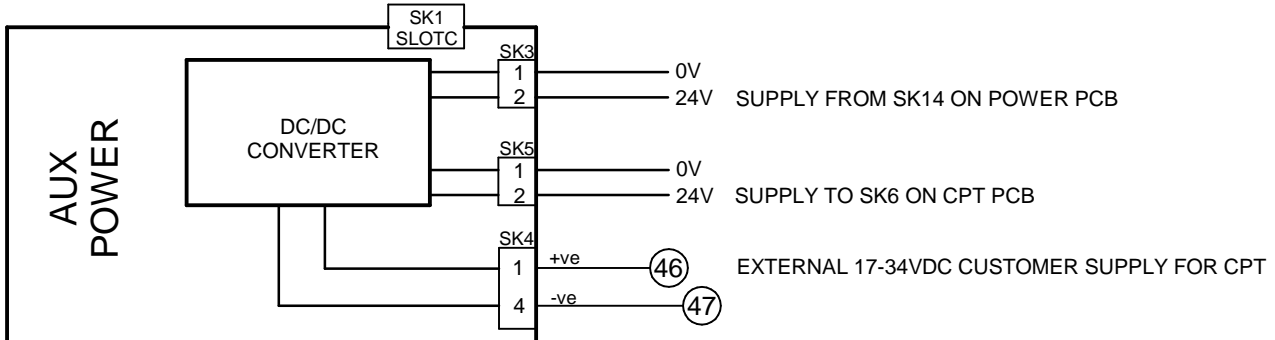 SK1
SLOTC
SK3
1 0V
2 24V SUPPLY FROM SK14 ON POWER PCB
DC/DC
CONVERTER
AUX
POWER
SK5
1 0V
2 24V SUPPLY TO SK6 ON CPT PCB
SK4
1 +ve 46 EXTERNAL 17-34VDC CUSTOMER SUPPLY FOR CPT
4 -ve 47